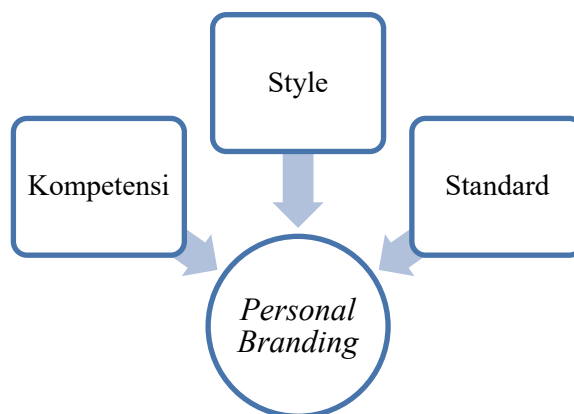 Style
Kompetensi
Standard
Personal
Branding